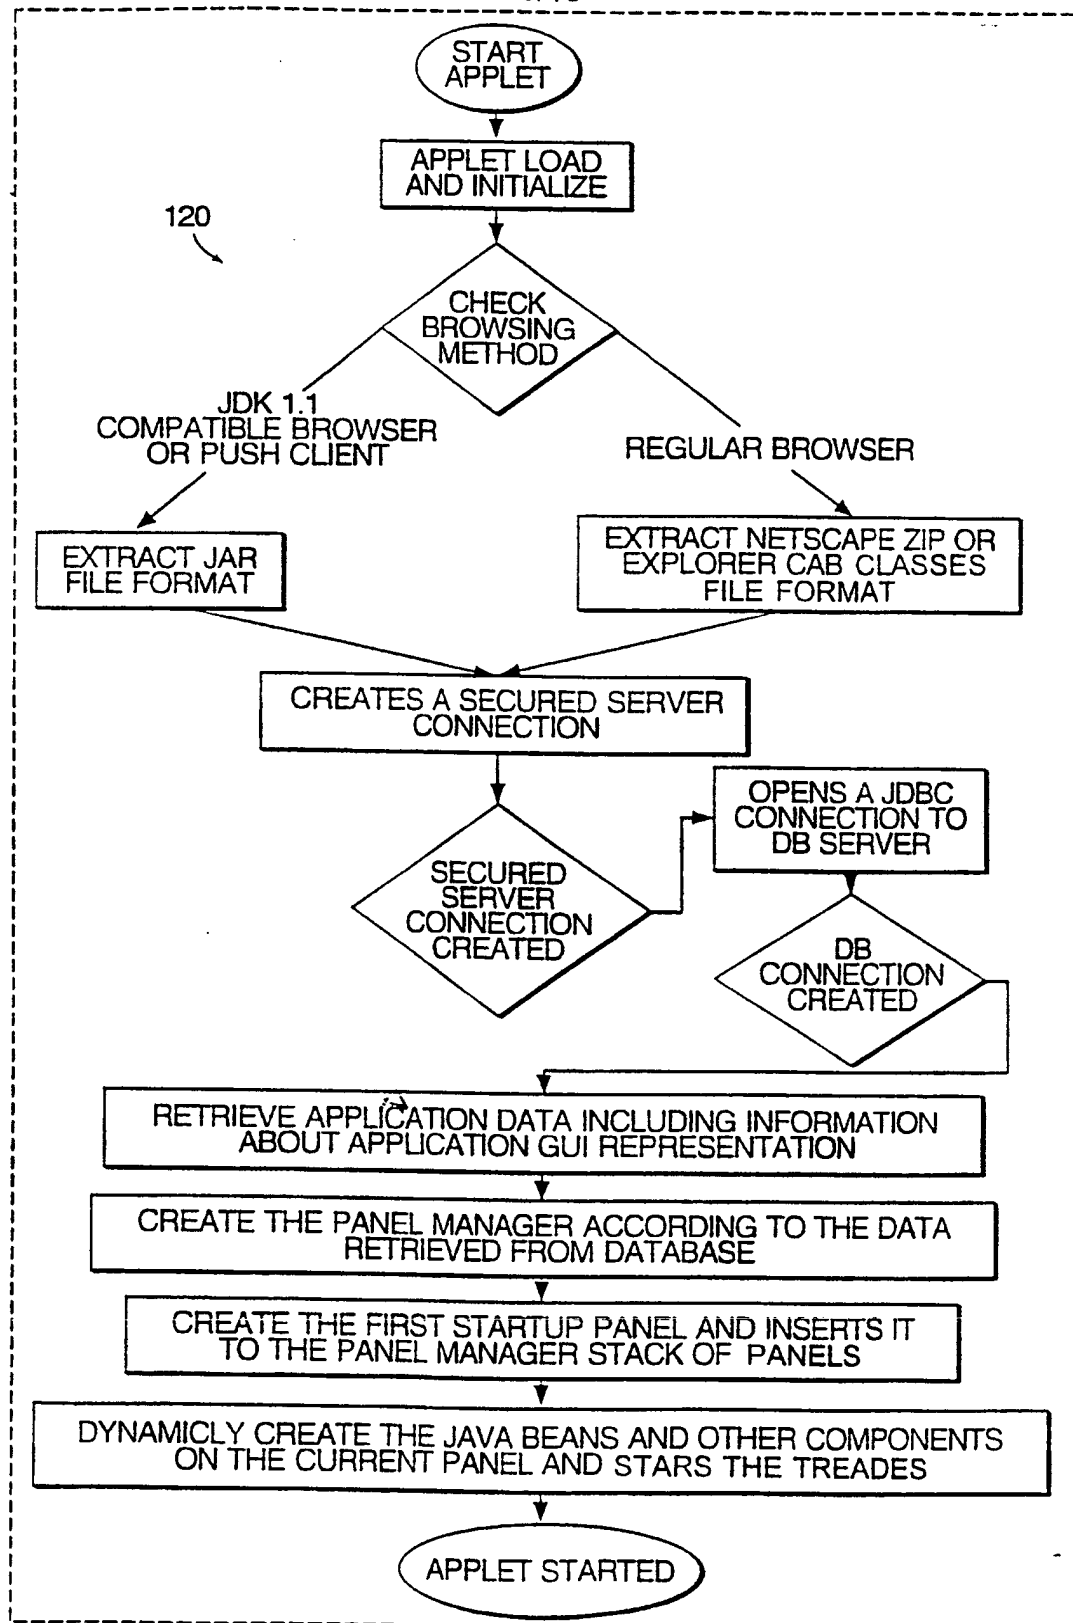 START
APPLET
APPLET LOAD
AND INITIALIZE
120
CHECK
BROWSING
METHOD
JDK 1.1
COMPATIBLE BROWSER
OR PUSH CLIENT
REGULAR BROWSER
EXTRACT JAR
FILE FORMAT
EXTRACT NETSCAPE ZIP OR
EXPLORER CAB CLASSES
FILE FORMAT
CREATES A SECURED SERVER
CONNECTION
OPENS A JDBC
CONNECTION TO
DB SERVER
SECURED
SERVER
CONNECTION
CREATED
DB
CONNECTION
CREATED
RETRIEVE APPLICATION DATA INCLUDING INFORMATION
ABOUT APPLICATION GUI REPRESENTATION
CREATE THE PANEL MANAGER ACCORDING TO THE DATA
RETRIEVED FROM DATABASE
CREATE THE FIRST STARTUP PANEL AND INSERTS IT
TO THE PANEL MANAGER STACK OF PANELS
DYNAMICLY CREATE THE JAVA BEANS AND OTHER COMPONENTS
ON THE CURRENT PANEL AND STARS THE TREADES
APPLET STARTED